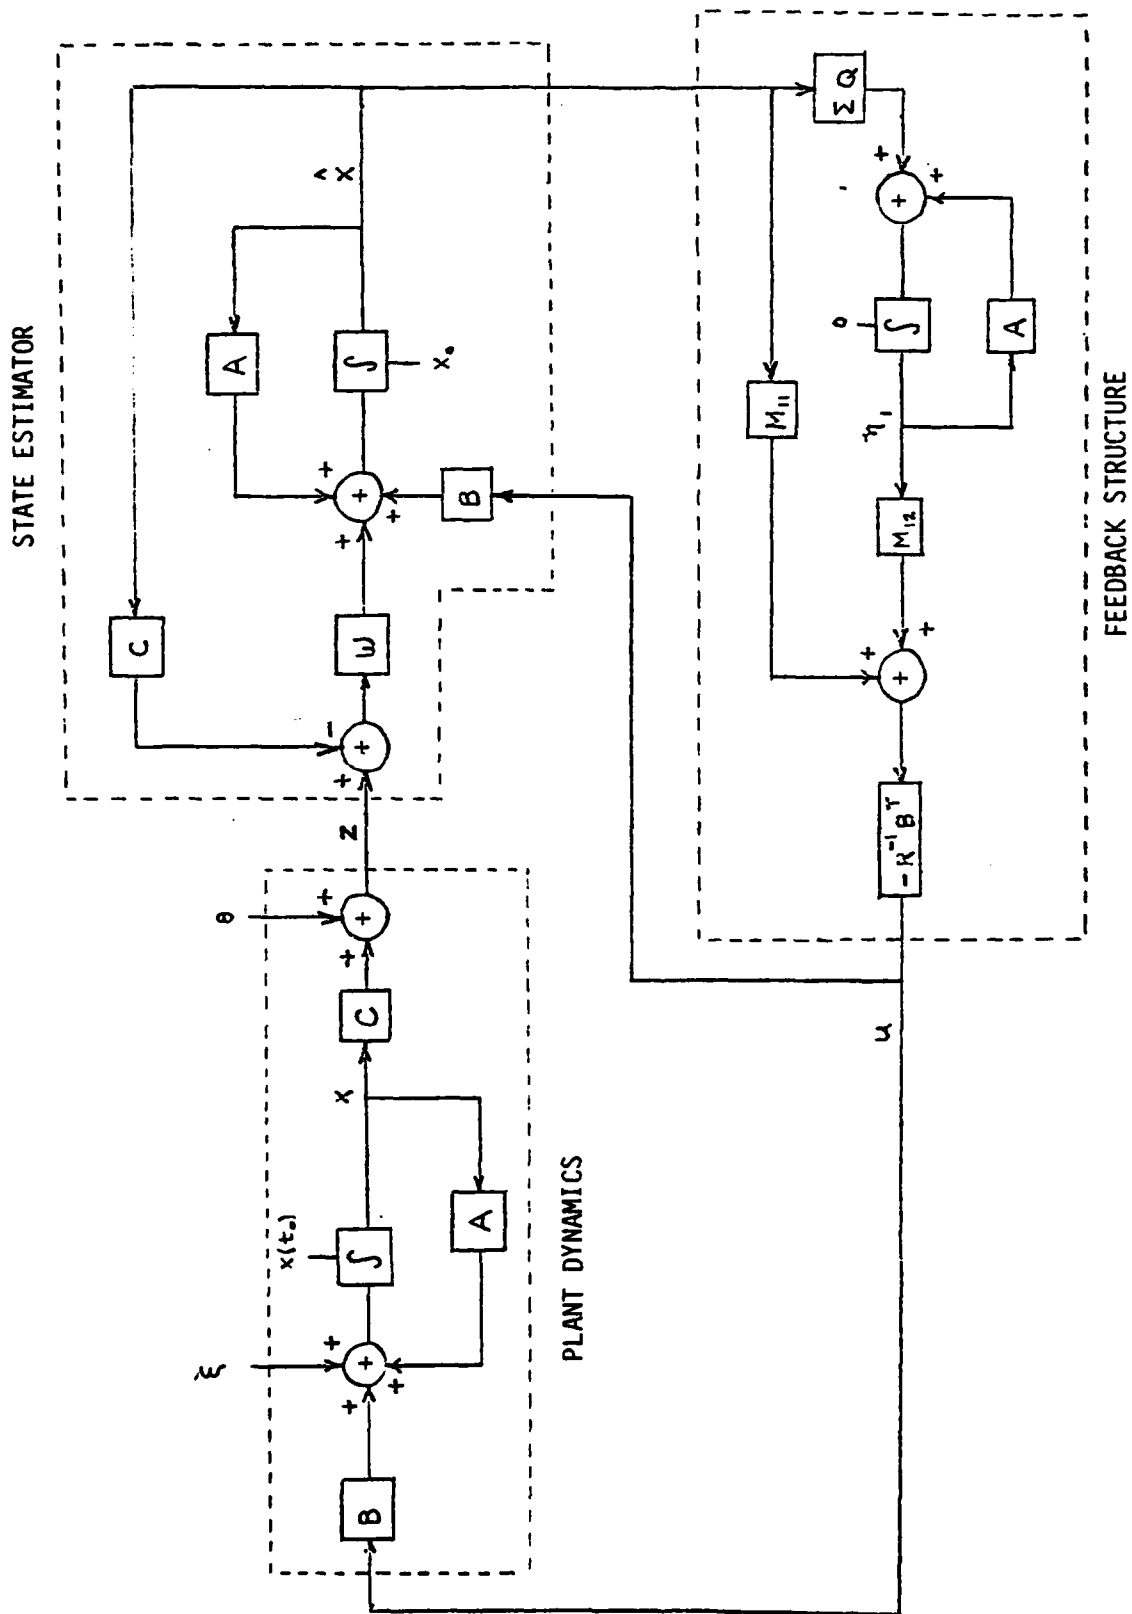 STATE ESTIMATOR
C
A
x̂
∫
x₀
+
+
+
+
B
W
-
+
+
z
θ
+
+
+
C
x
x(t₀)
∫
A
ξ
+
+
+
+
B
PLANT DYNAMICS
u
ΣQ
+
+
+
0
∫
A
η₁
M₁₁
M₁₂
+
+
+
-R⁻¹Bᵀ
FEEDBACK STRUCTURE